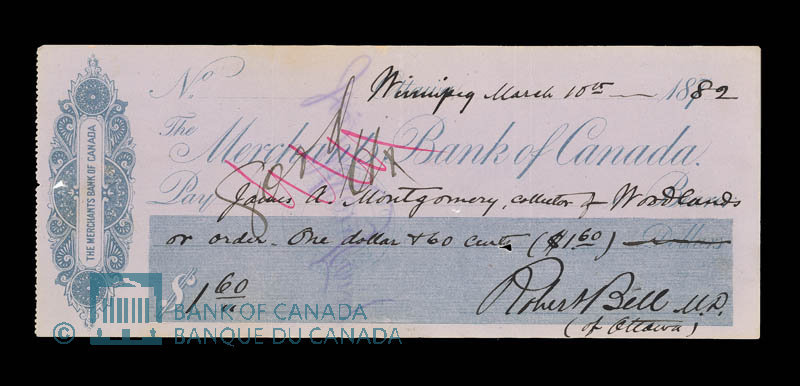 THE MERCHANTS BANK OF CANADA
No Winnipeg March 10th 1882
The Merchants Bank of Canada.
Pay James A. Montgomery, collector of Woodlands
or order. One dollar & 60 cents ($1.60) Dollars
$ 1 60
Robert Bell M.D.
(of Ottawa)
© BANK OF CANADA
BANQUE DU CANADA